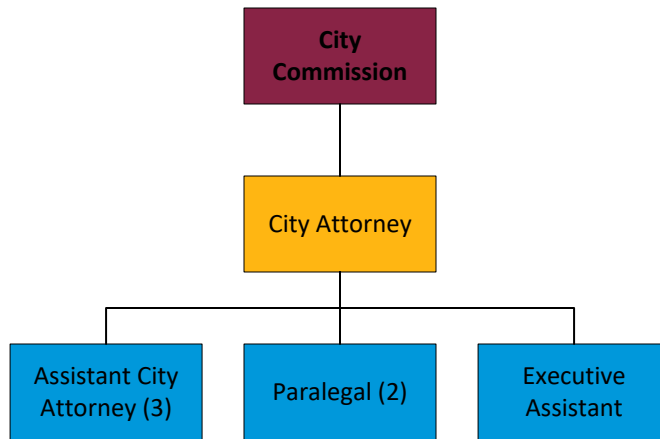 City
Commission
City Attorney
Assistant City
Attorney (3)
Paralegal (2)
Executive
Assistant